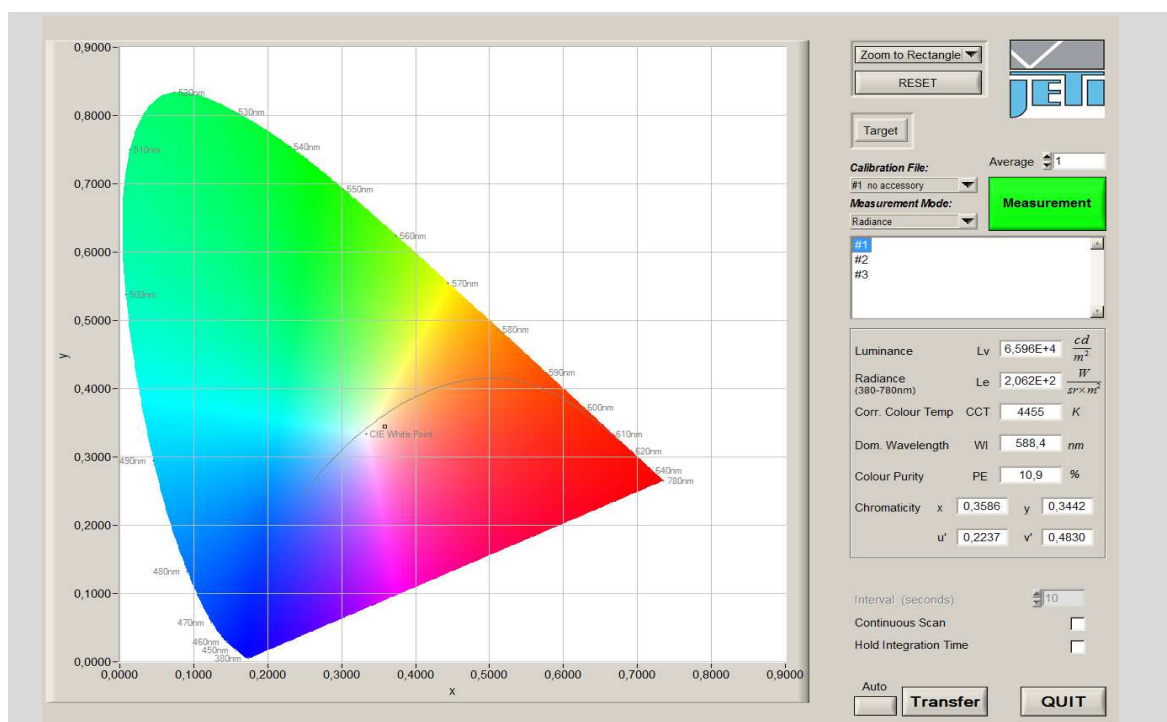 0,9000
0,8000
0,7000
0,6000
0,5000
0,4000
0,3000
0,2000
0,1000
0,0000
y
0,0000 0,1000 0,2000 0,3000 0,4000 0,5000 0,6000 0,7000 0,8000 0,9000
x
520nm
530nm
510nm
540nm
550nm
560nm
570nm
500nm
580nm
590nm
600nm
CIE White Point
610nm
620nm
490nm
640nm
780nm
480nm
470nm
460nm
450nm
380nm
Zoom to Rectangle
RESET
JETI
Target
Calibration File:
Average 1
#1 no accessory
Measurement Mode:
Measurement
Radiance
#1
#2
#3
Luminance Lv 6,596E+4 cd
m²
Radiance Le 2,062E+2 W
(380-780nm) sr×m²
Corr. Colour Temp CCT 4455 K
Dom. Wavelength Wl 588,4 nm
Colour Purity PE 10,9 %
Chromaticity x 0,3586 y 0,3442
u' 0,2237 v' 0,4830
Interval (seconds) 10
Continuous Scan
Hold Integration Time
Auto
Transfer QUIT